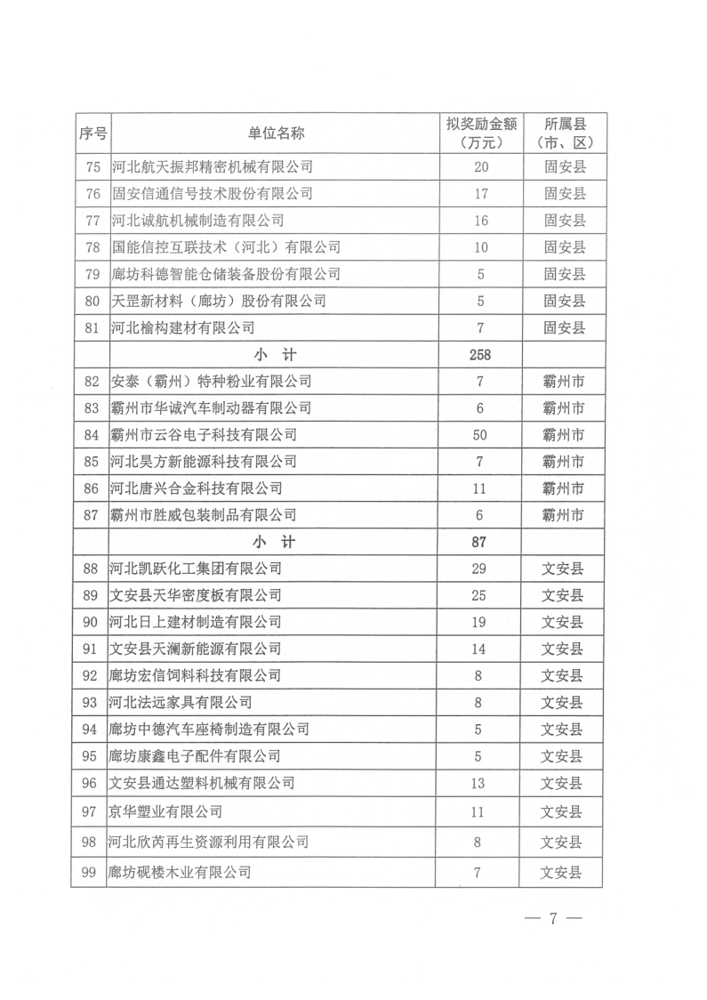 序号 单位名称 拟奖励金额（万元） 所属县（市、区）
75 河北航天振邦精密机械有限公司 20 固安县
76 固安信通信号技术股份有限公司 17 固安县
77 河北诚航机械制造有限公司 16 固安县
78 国能信控互联技术（河北）有限公司 10 固安县
79 廊坊科德智能仓储装备股份有限公司 5 固安县
80 天罡新材料（廊坊）股份有限公司 5 固安县
81 河北榆构建材有限公司 7 固安县
小 计 258
82 安泰（霸州）特种粉业有限公司 7 霸州市
83 霸州市华诚汽车制动器有限公司 6 霸州市
84 霸州市云谷电子科技有限公司 50 霸州市
85 河北昊方新能源科技有限公司 7 霸州市
86 河北唐兴合金科技有限公司 11 霸州市
87 霸州市胜威包装制品有限公司 6 霸州市
小 计 87
88 河北凯跃化工集团有限公司 29 文安县
89 文安县天华密度板有限公司 25 文安县
90 河北日上建材制造有限公司 19 文安县
91 文安县天澜新能源有限公司 14 文安县
92 廊坊宏信饲料科技有限公司 8 文安县
93 河北法远家具有限公司 8 文安县
94 廊坊中德汽车座椅制造有限公司 5 文安县
95 廊坊康鑫电子配件有限公司 5 文安县
96 文安县通达塑料机械有限公司 13 文安县
97 京华塑业有限公司 11 文安县
98 河北欣芮再生资源利用有限公司 8 文安县
99 廊坊砚楼木业有限公司 7 文安县
— 7 —